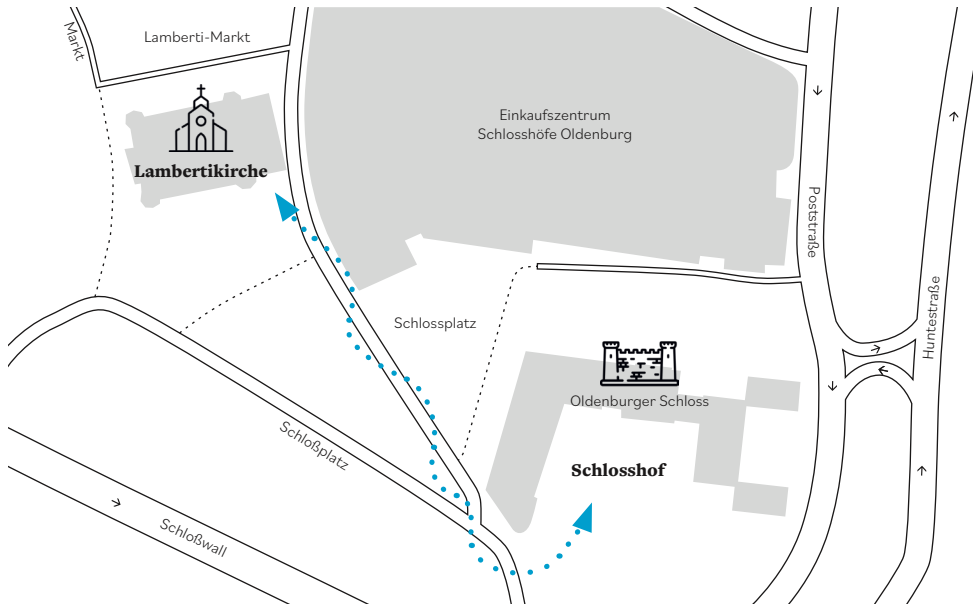 Markt
Lamberti-Markt
Einkaufszentrum
Schlosshöfe Oldenburg
Lambertikirche
Poststraße
Huntestraße
Schlossplatz
Oldenburger Schloss
Schloßplatz
Schlosshof
Schloßwall